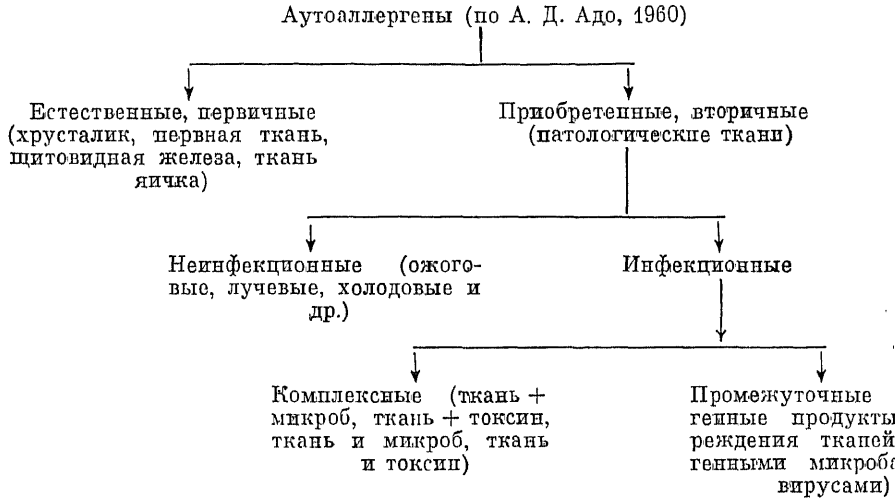 Аутоаллергены (по А. Д. Адо, 1960)
Естественные, первичные
(хрусталик, нервная ткань,
щитовидная железа, ткань
яичка)
Приобретенные, вторичные
(патологические ткани)
Неинфекционные (ожого-
вые, лучевые, холодовые и
др.)
Инфекционные
Комплексные (ткань +
микроб, ткань + токсин,
ткань и микроб, ткань
и токсин)
Промежуточные
генные продукты
реждения тканей
генными микроба
вирусами)